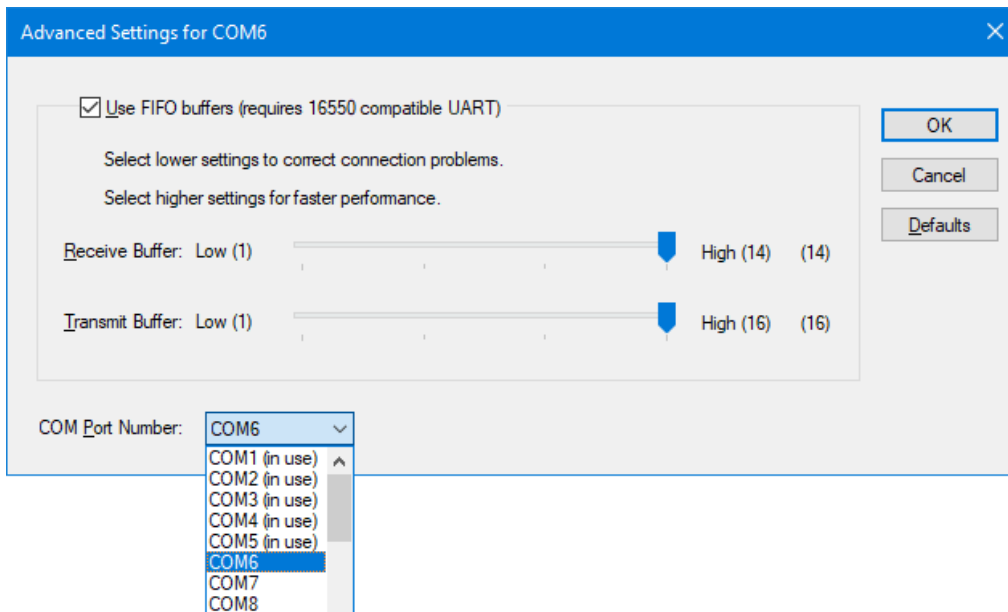 Advanced Settings for COM6
Use FIFO buffers (requires 16550 compatible UART)
OK
Select lower settings to correct connection problems.
Cancel
Select higher settings for faster performance.
Defaults
Receive Buffer: Low (1) High (14) (14)
Transmit Buffer: Low (1) High (16) (16)
COM Port Number: COM6
COM1 (in use)
COM2 (in use)
COM3 (in use)
COM4 (in use)
COM5 (in use)
COM6
COM7
COM8